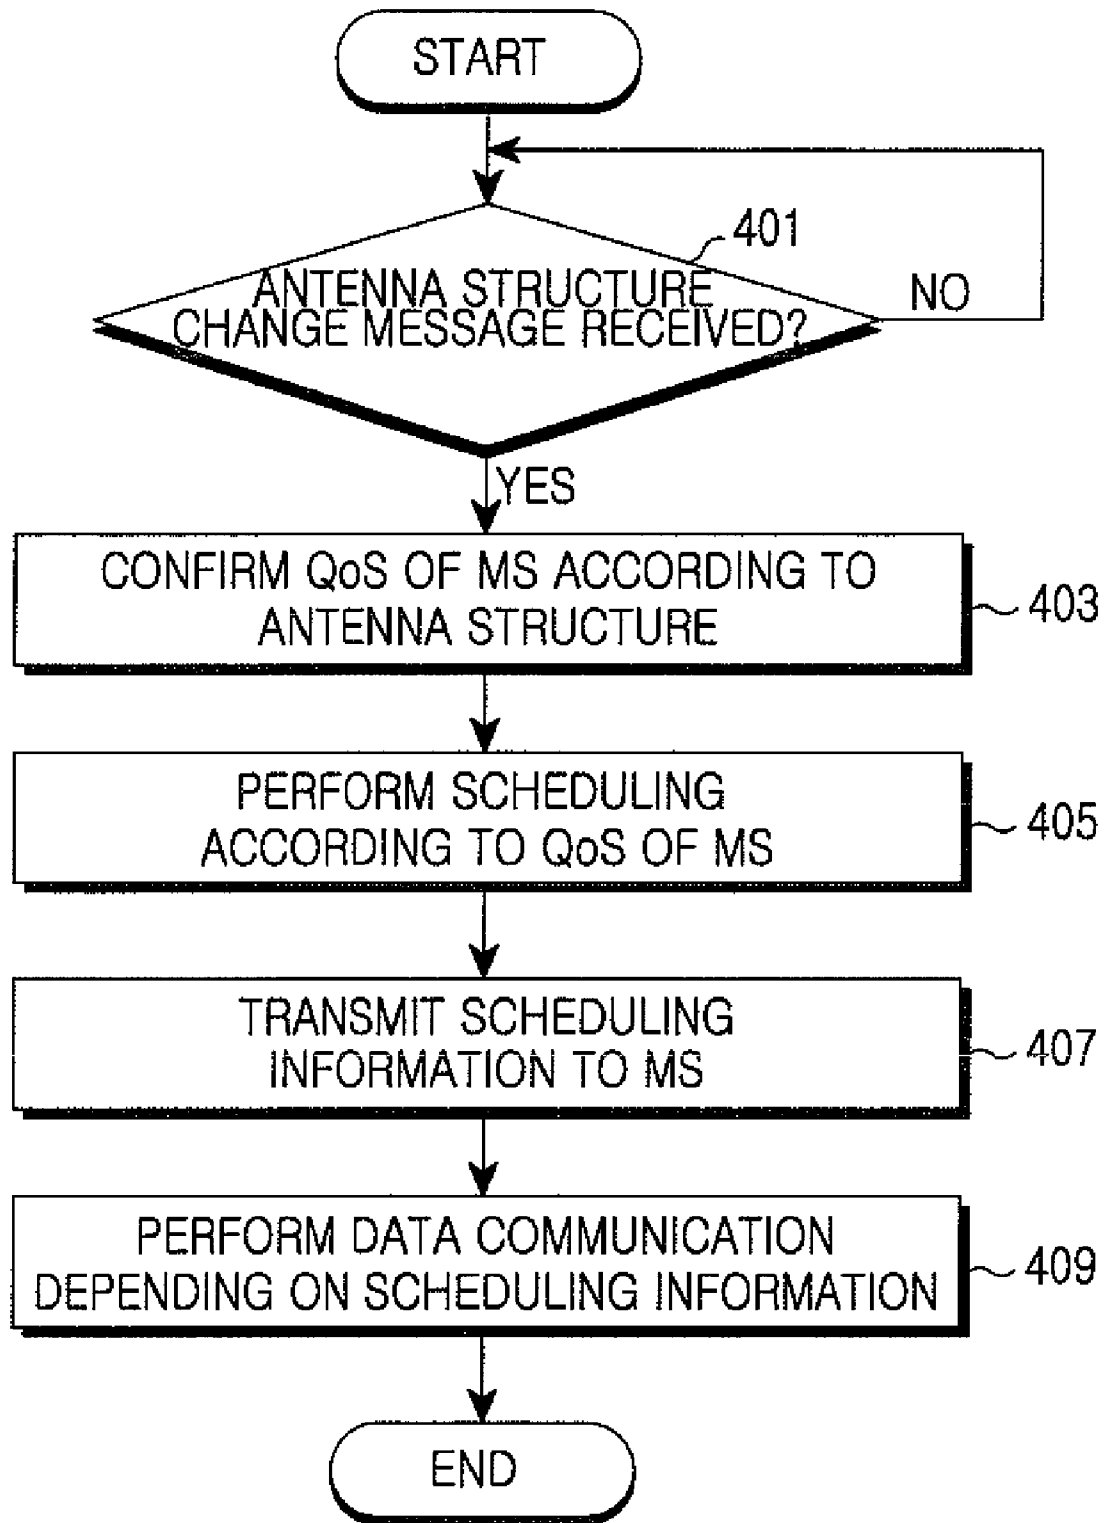 START
401
ANTENNA STRUCTURE
CHANGE MESSAGE RECEIVED?
NO
YES
CONFIRM QoS OF MS ACCORDING TO
ANTENNA STRUCTURE
403
PERFORM SCHEDULING
ACCORDING TO QoS OF MS
405
TRANSMIT SCHEDULING
INFORMATION TO MS
407
PERFORM DATA COMMUNICATION
DEPENDING ON SCHEDULING INFORMATION
409
END